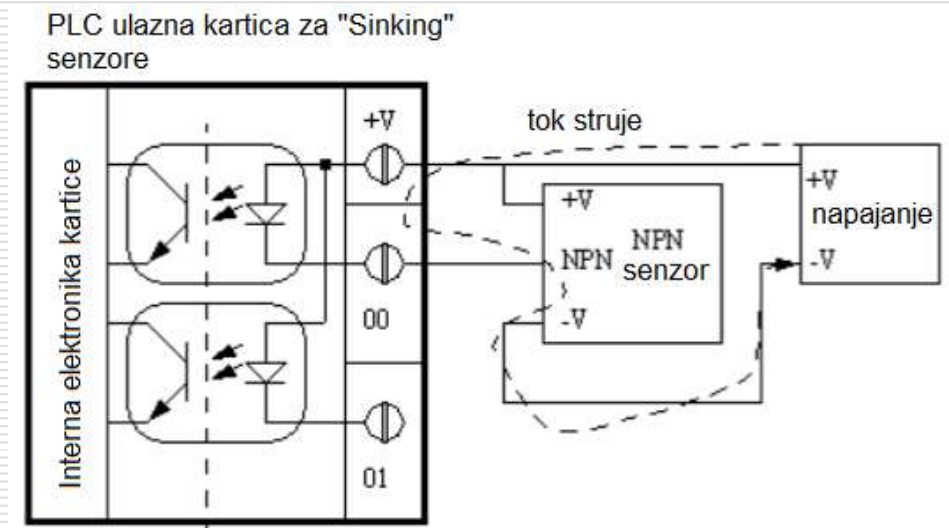 PLC ulazna kartica za "Sinking"
senzore
Interna elektronika kartice
+V
00
01
tok struje
+V
NPN
NPN
senzor
-V
+V
napajanje
-V